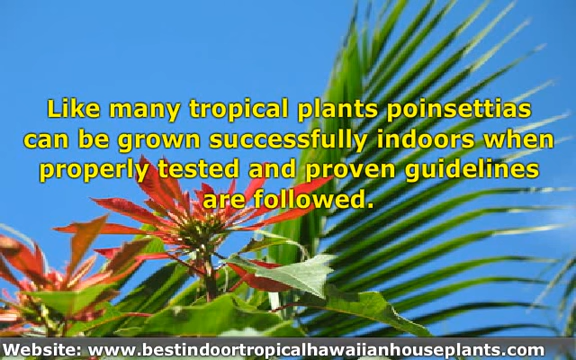 Like many tropical plants poinsettias
can be grown successfully indoors when
properly tested and proven guidelines
are followed.
Website: www.bestindoortropicalhawaiianhouseplants.com